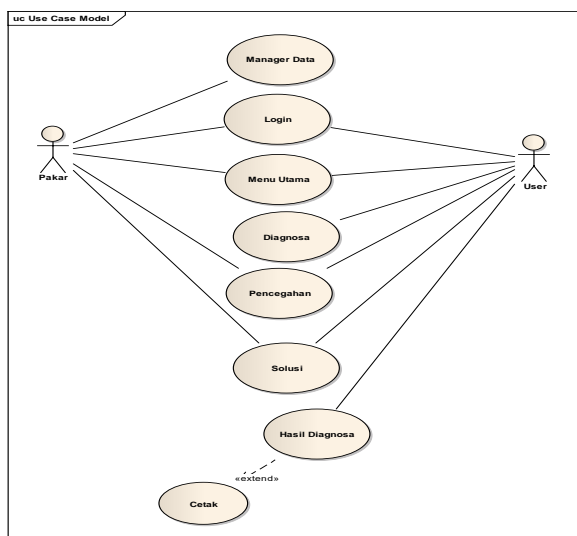 uc Use Case Model
Manager Data
Login
Pakar
User
Menu Utama
Diagnosa
Pencegahan
Solusi
Hasil Diagnosa
«extend»
Cetak